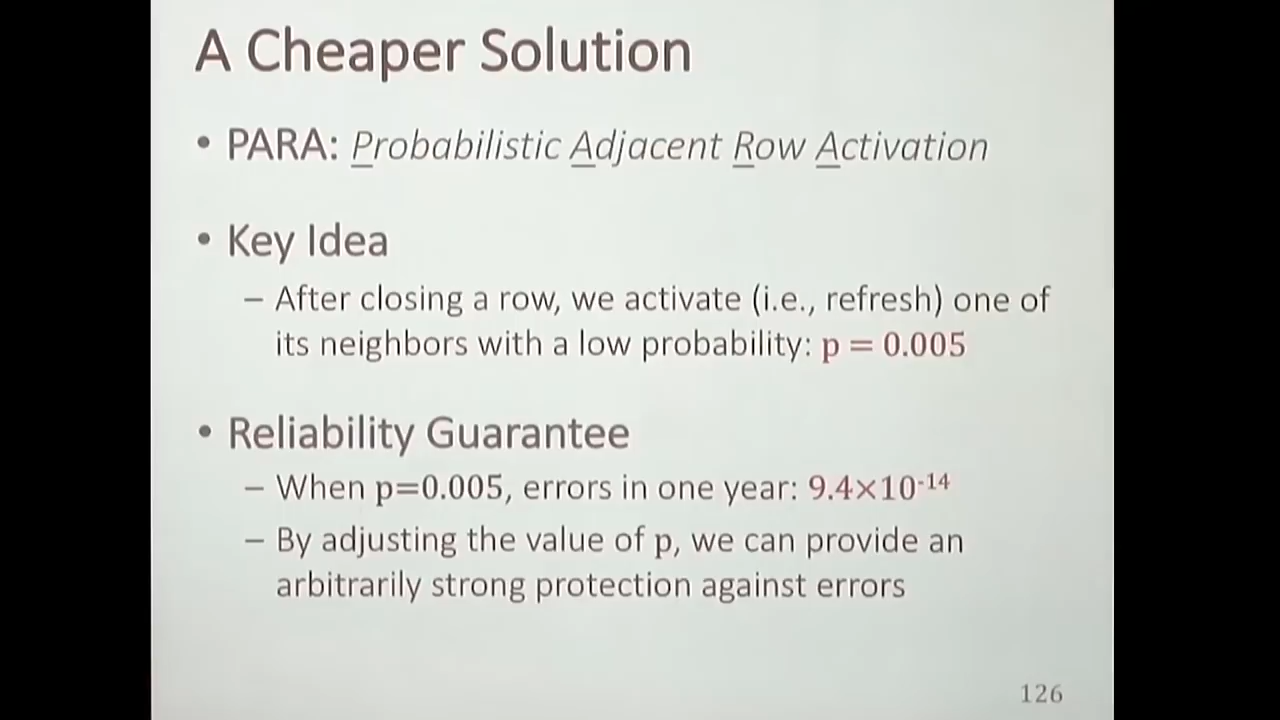 A Cheaper Solution
• PARA: Probabilistic Adjacent Row Activation
• Key Idea
– After closing a row, we activate (i.e., refresh) one of
its neighbors with a low probability: p = 0.005
• Reliability Guarantee
– When p=0.005, errors in one year: 9.4×10⁻¹⁴
– By adjusting the value of p, we can provide an
arbitrarily strong protection against errors
126